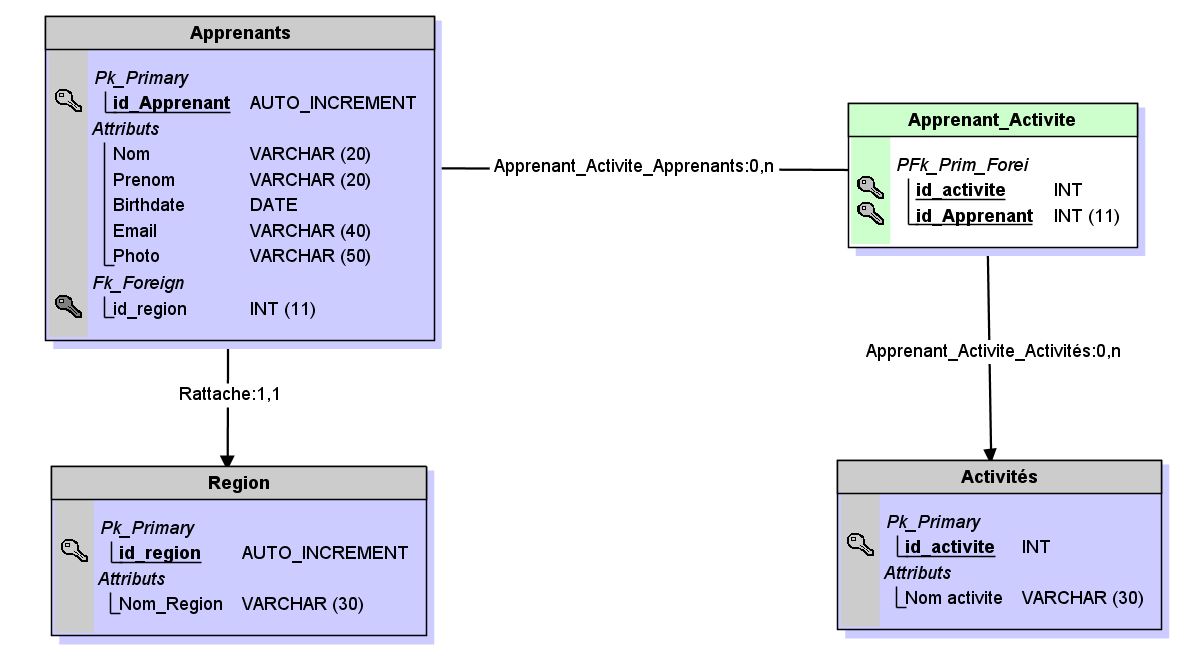 Apprenants
Pk_Primary
id_Apprenant AUTO_INCREMENT
Attributs
Nom VARCHAR (20)
Prenom VARCHAR (20)
Birthdate DATE
Email VARCHAR (40)
Photo VARCHAR (50)
Fk_Foreign
id_region INT (11)
Apprenant_Activite_Apprenants:0,n
Apprenant_Activite
PFk_Prim_Forei
id_activite INT
id_Apprenant INT (11)
Rattache:1,1
Apprenant_Activite_Activités:0,n
Region
Pk_Primary
id_region AUTO_INCREMENT
Attributs
Nom_Region VARCHAR (30)
Activités
Pk_Primary
id_activite INT
Attributs
Nom activite VARCHAR (30)